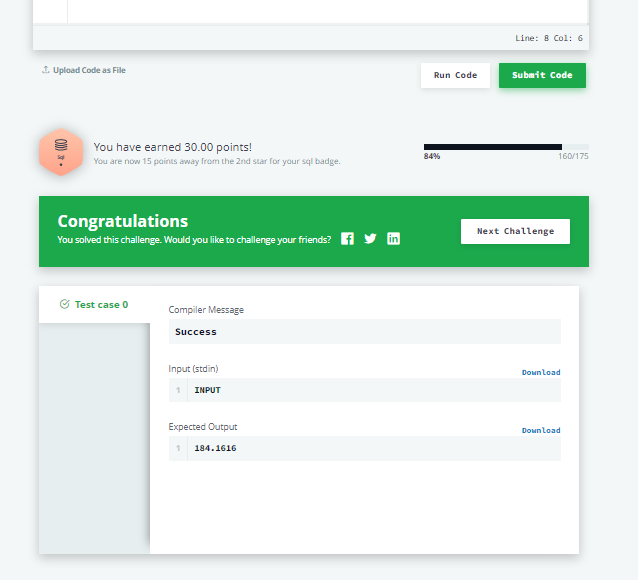 Line: 8 Col: 6
Upload Code as File
Run Code
Submit Code
Sql
You have earned 30.00 points!
You are now 15 points away from the 2nd star for your sql badge.
84%
160/175
Congratulations
You solved this challenge. Would you like to challenge your friends?
Next Challenge
Test case 0
Compiler Message
Success
Input (stdin)
Download
1 INPUT
Expected Output
Download
1 184.1616